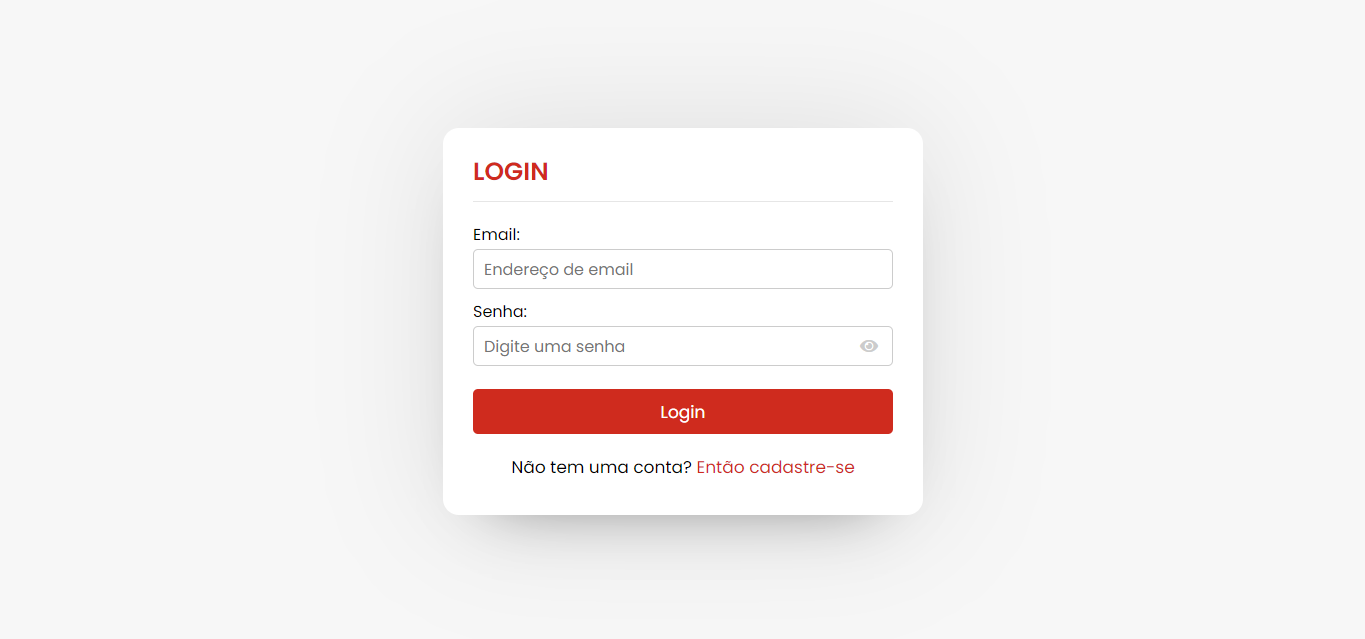 LOGIN
Email:
Endereço de email
Senha:
Digite uma senha
Login
Não tem uma conta? Então cadastre-se